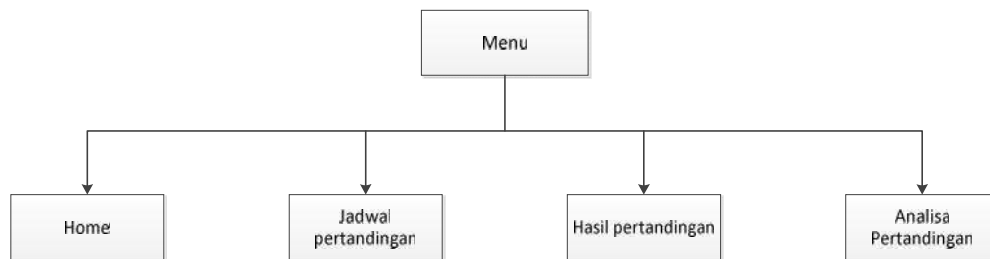 Menu
Home
Jadwal
pertandingan
Hasil pertandingan
Analisa
Pertandingan